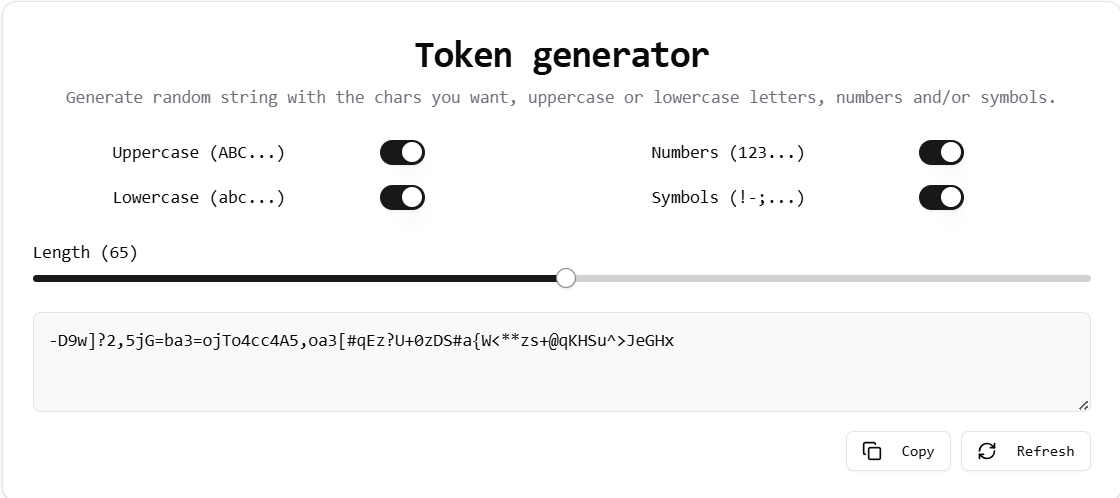 Token generator
Generate random string with the chars you want, uppercase or lowercase letters, numbers and/or symbols.
Uppercase (ABC...) Numbers (123...)
Lowercase (abc...) Symbols (!-;...)
Length (65)
-D9w]?2,5jG=ba3=ojTo4cc4A5,oa3[#qEz?U+0zDS#a{W<**zs+@qKHSu^>JeGHx
Copy Refresh